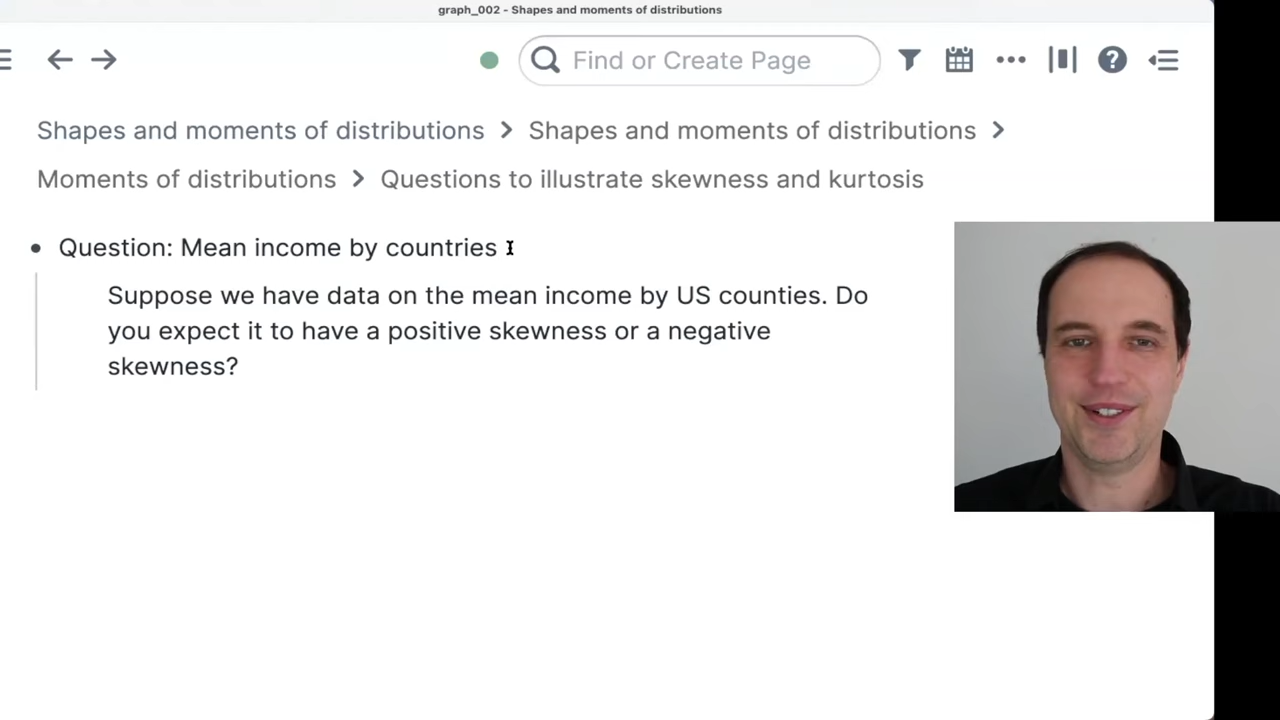 graph_002 - Shapes and moments of distributions
Find or Create Page
Shapes and moments of distributions > Shapes and moments of distributions >
Moments of distributions > Questions to illustrate skewness and kurtosis
• Question: Mean income by countries
Suppose we have data on the mean income by US counties. Do
you expect it to have a positive skewness or a negative
skewness?